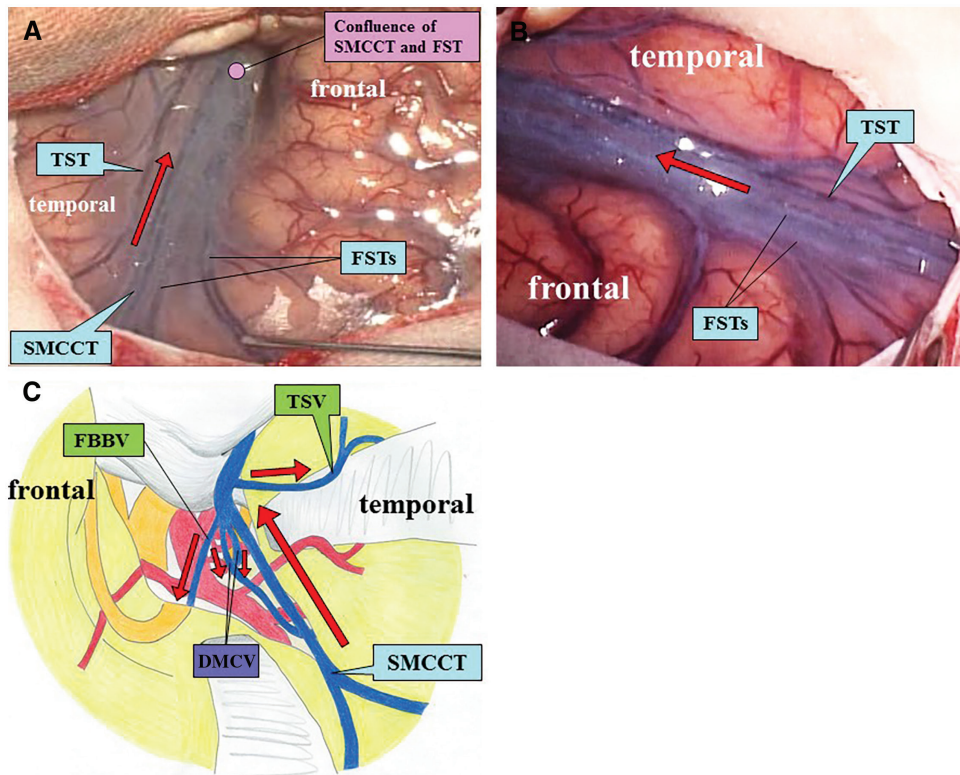 A
Confluence of
SMCCT and FST
frontal
TST
temporal
FSTs
SMCCT
B
temporal
TST
frontal
FSTs
C
TSV
FBBV
frontal
temporal
DMCV
SMCCT